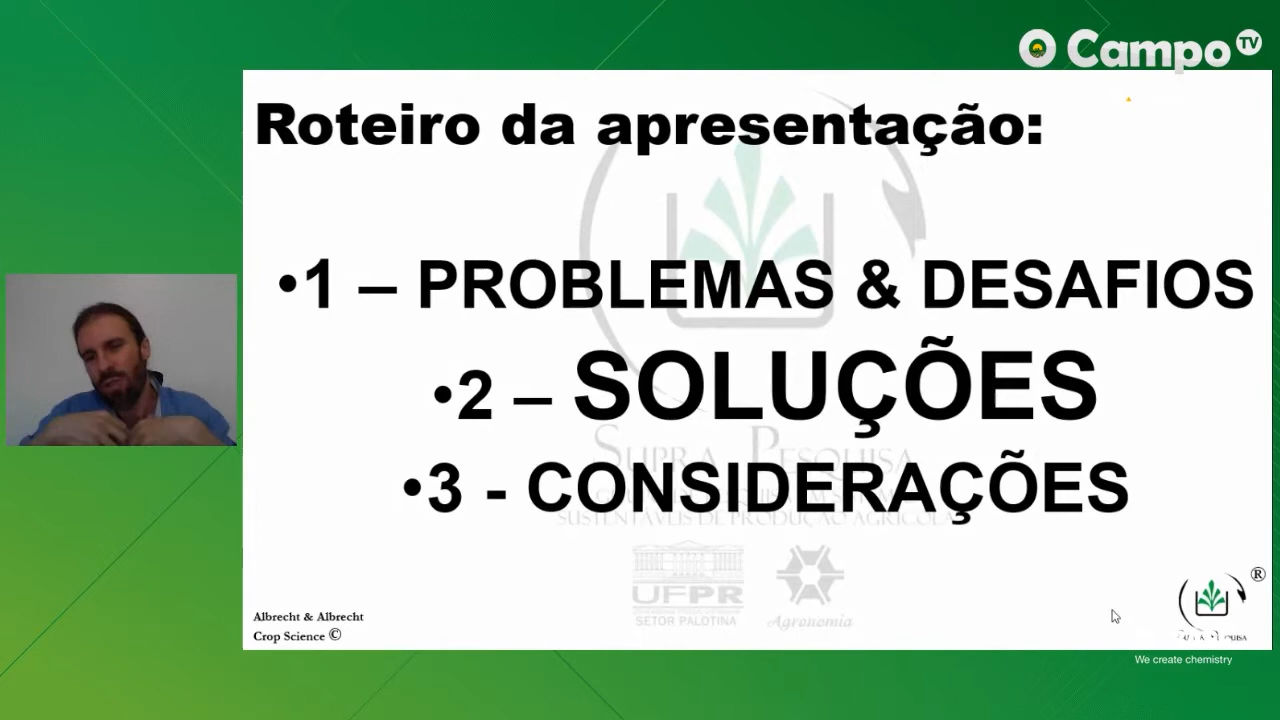 O Campo TV
Roteiro da apresentação:
•1 – PROBLEMAS & DESAFIOS
•2 – SOLUÇÕES
•3 - CONSIDERAÇÕES
SUPRA PESQUISA
SUSTENTÁVEIS DE PRODUÇÃO AGRÍCOLA
UFPR
SETOR PALOTINA
Agronomia
Albrecht & Albrecht
Crop Science ©
®
We create chemistry